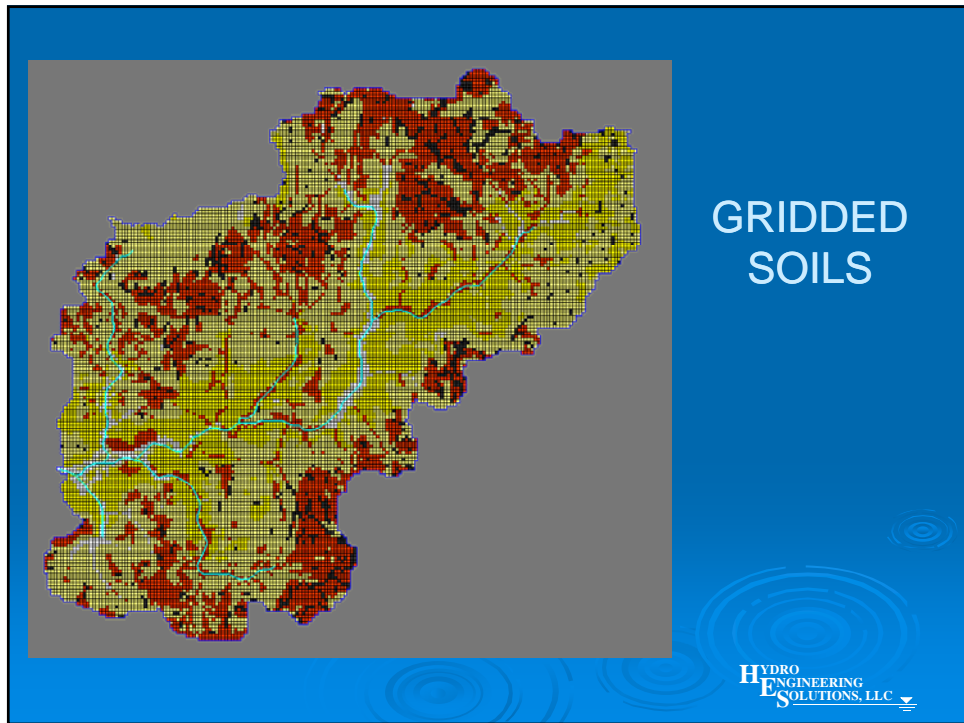 GRIDDED
SOILS
HYDRO
ENGINEERING
SOLUTIONS, LLC